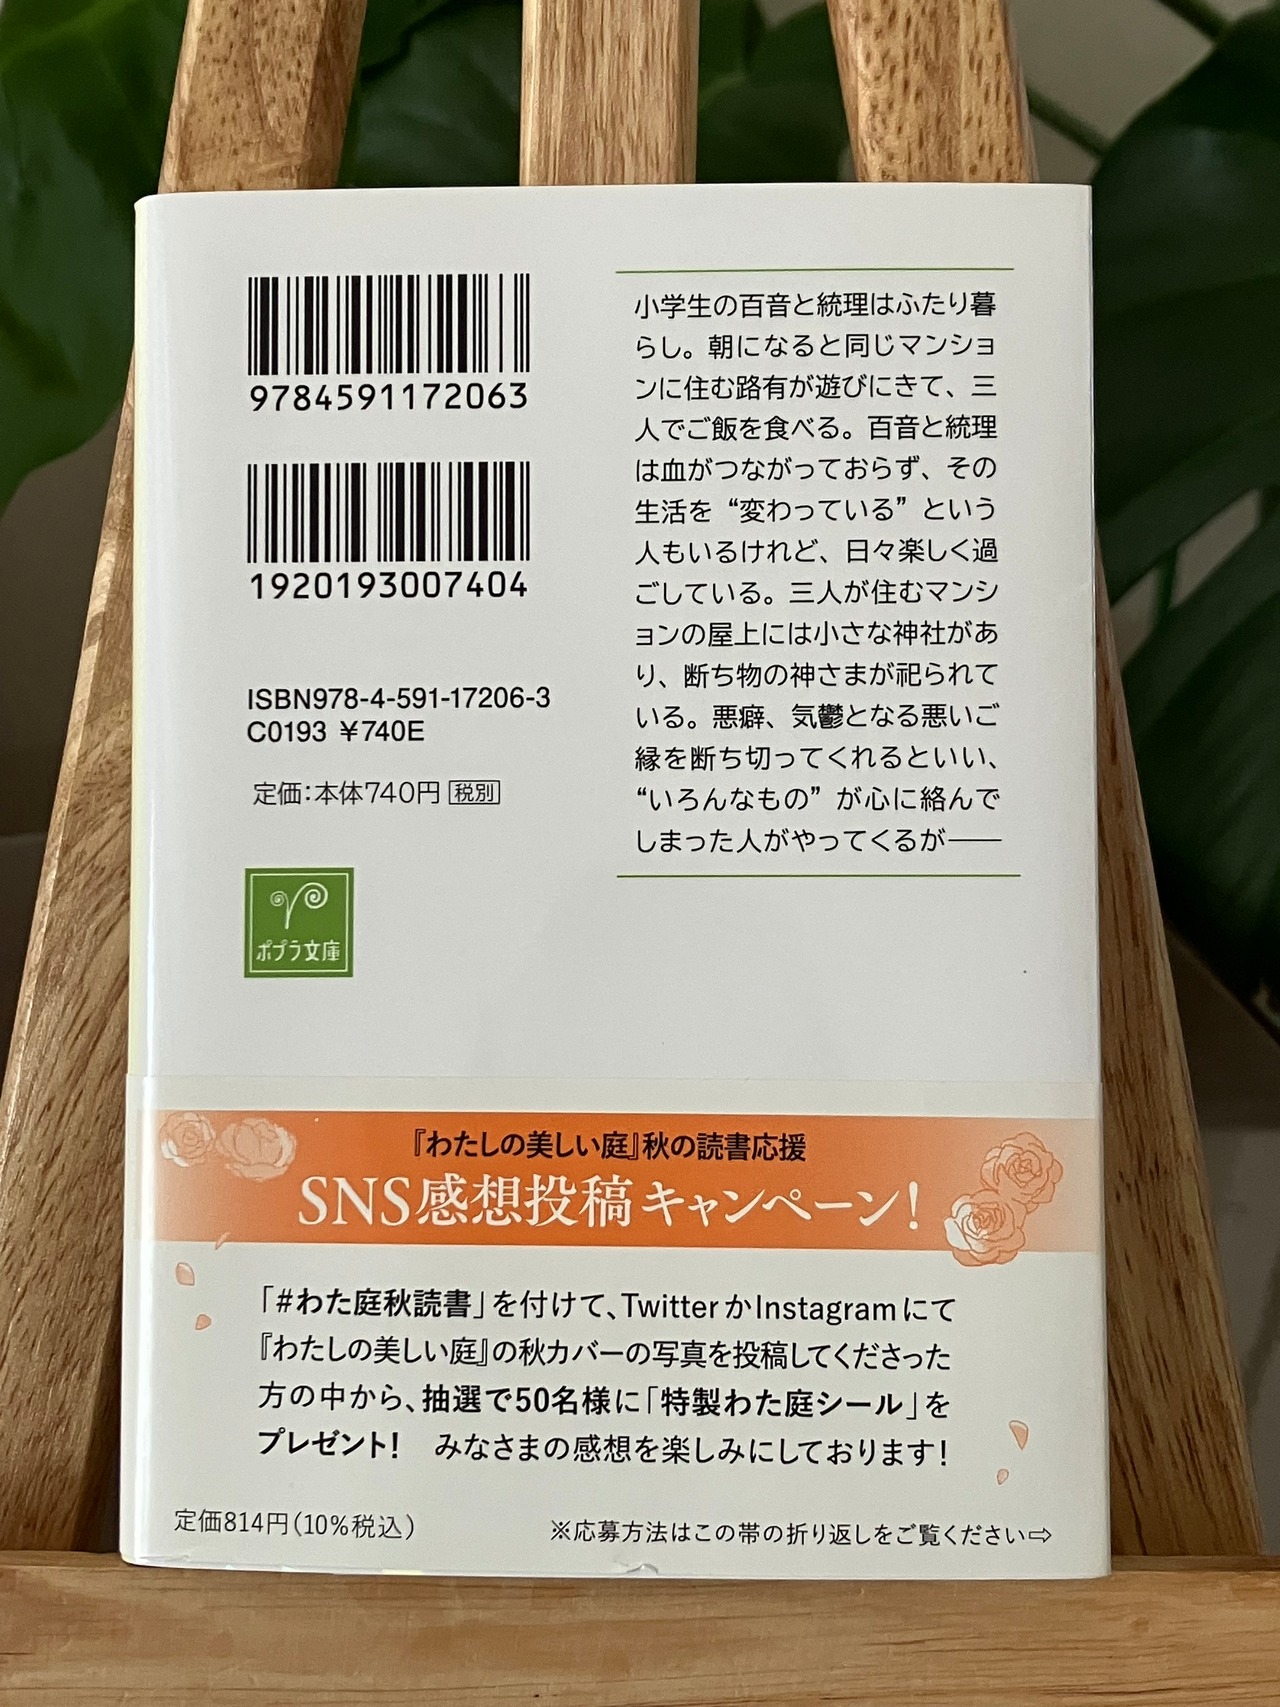 9784591172063
1920193007404
ISBN978-4-591-17206-3
C0193 ¥740E
定価：本体740円 税別
ポプラ文庫
小学生の百音と統理はふたり暮
らし。朝になると同じマンショ
ンに住む路有が遊びにきて、三
人でご飯を食べる。百音と統理
は血がつながっておらず、その
生活を“変わっている”という
人もいるけれど、日々楽しく過
ごしている。三人が住むマンシ
ョンの屋上には小さな神社があ
り、断ち物の神さまが祀られて
いる。悪癖、気鬱となる悪いご
縁を断ち切ってくれるといい、
“いろんなもの”が心に絡んで
しまった人がやってくるが――
『わたしの美しい庭』秋の読書応援
SNS感想投稿キャンペーン！
「#わた庭秋読書」を付けて、TwitterかInstagramにて
『わたしの美しい庭』の秋カバーの写真を投稿してくださった
方の中から、抽選で50名様に「特製わた庭シール」を
プレゼント！　みなさまの感想を楽しみにしております！
定価814円（10%税込）
※応募方法はこの帯の折り返しをご覧ください⇨